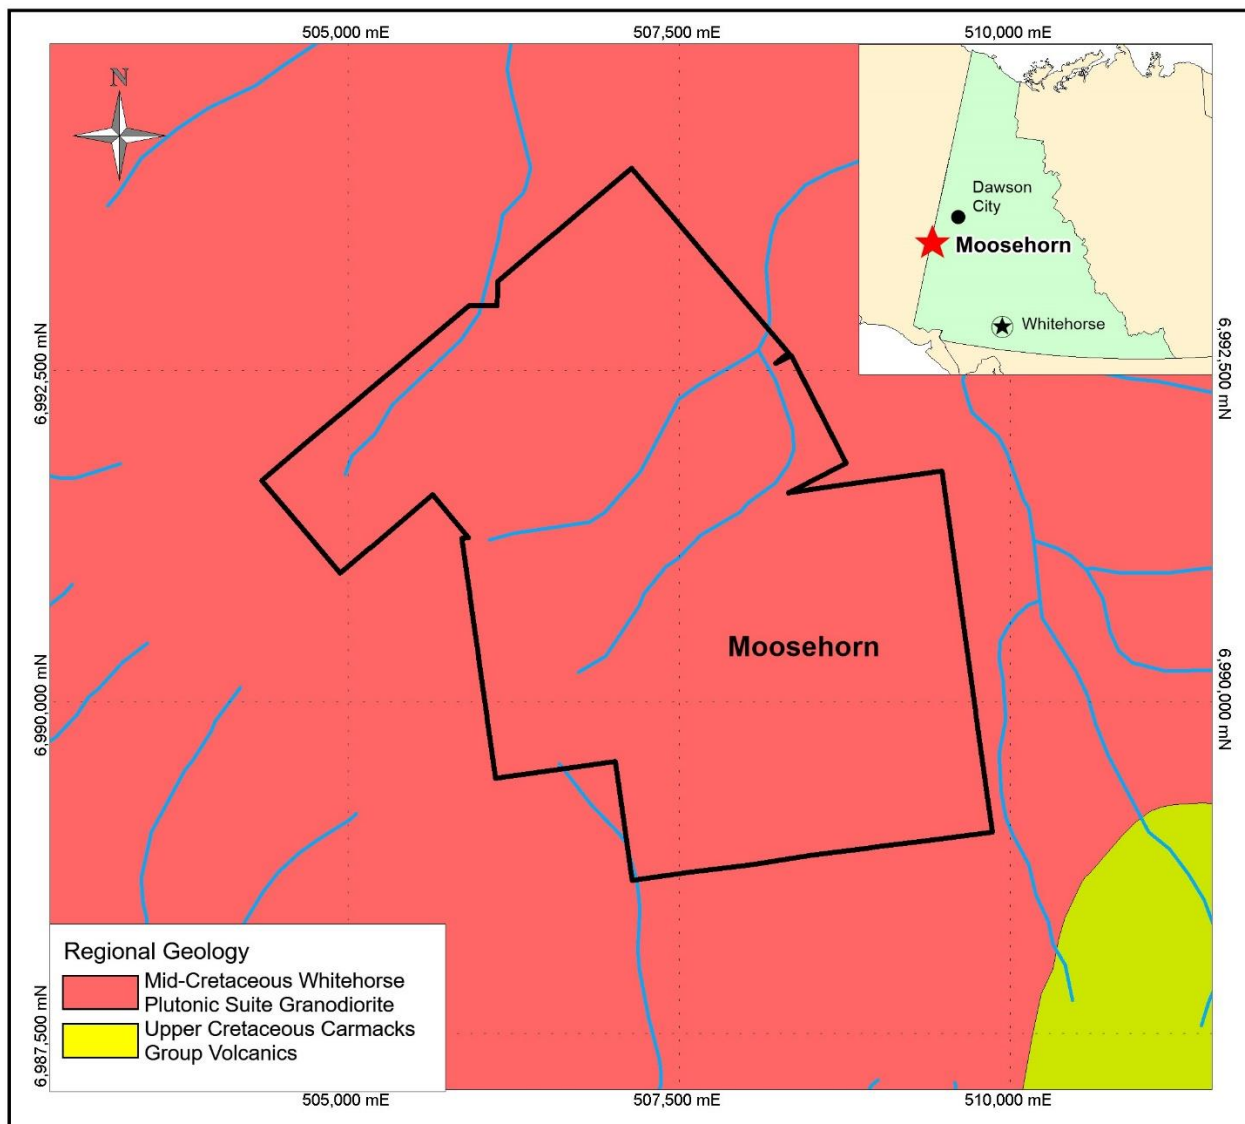 505,000 mE
507,500 mE
510,000 mE
N
Dawson
City
Moosehorn
Whitehorse
6,992,500 mN
6,992,500 mN
Moosehorn
6,990,000 mN
6,990,000 mN
Regional Geology
Mid-Cretaceous Whitehorse
Plutonic Suite Granodiorite
Upper Cretaceous Carmacks
Group Volcanics
6,987,500 mN
505,000 mE
507,500 mE
510,000 mE